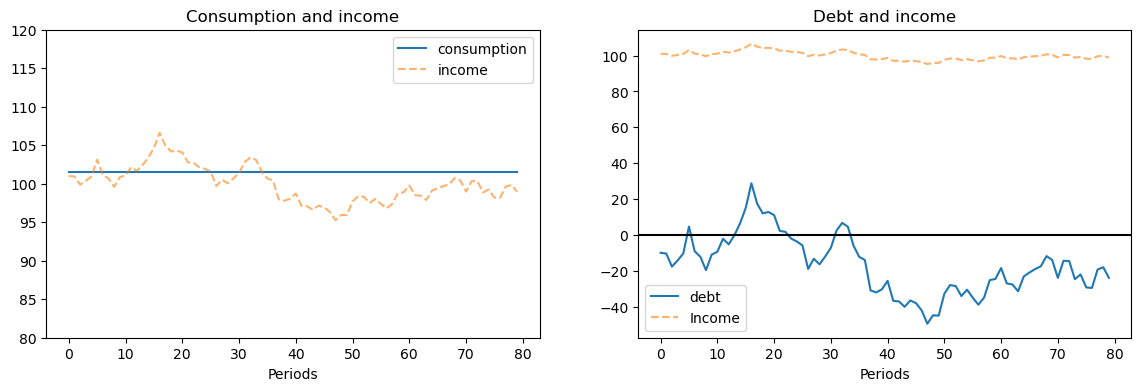 Consumption and income
120
115
110
105
100
95
90
85
80
0 10 20 30 40 50 60 70 80
Periods
consumption
income
Debt and income
100
80
60
40
20
0
−20
−40
0 10 20 30 40 50 60 70 80
Periods
debt
Income